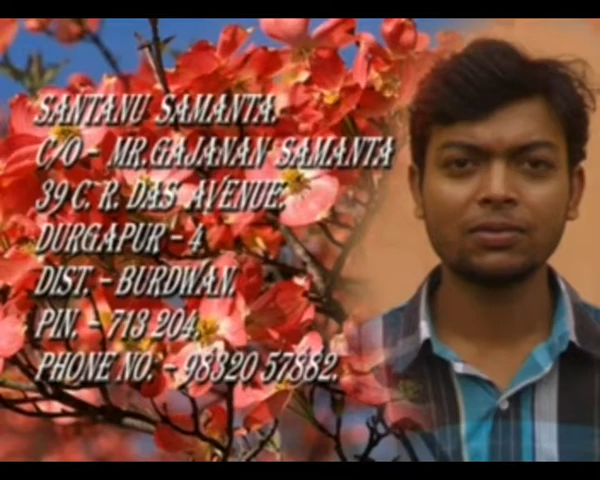 SANTANU SAMANTA.
C/O - MR.GAJANAN SAMANTA
39 C. R. DAS AVENUE.
DURGAPUR - 4
DIST. - BURDWAN.
PIN. - 713 204.
PHONE NO. - 98320 57882.